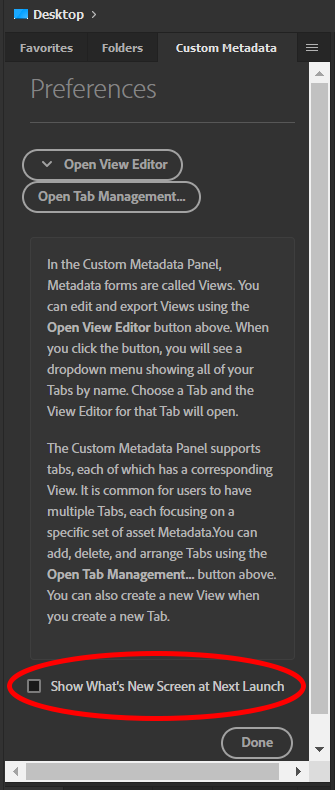 Desktop
Favorites Folders Custom Metadata
Preferences
Open View Editor
Open Tab Management...
In the Custom Metadata Panel,
Metadata forms are called Views. You
can edit and export Views using the
Open View Editor button above. When
you click the button, you will see a
dropdown menu showing all of your
Tabs by name. Choose a Tab and the
View Editor for that Tab will open.
The Custom Metadata Panel supports
tabs, each of which has a corresponding
View. It is common for users to have
multiple Tabs, each focusing on a
specific set of asset Metadata.You can
add, delete, and arrange Tabs using the
Open Tab Management... button above.
You can also create a new View when
you create a new Tab.
Show What's New Screen at Next Launch
Done